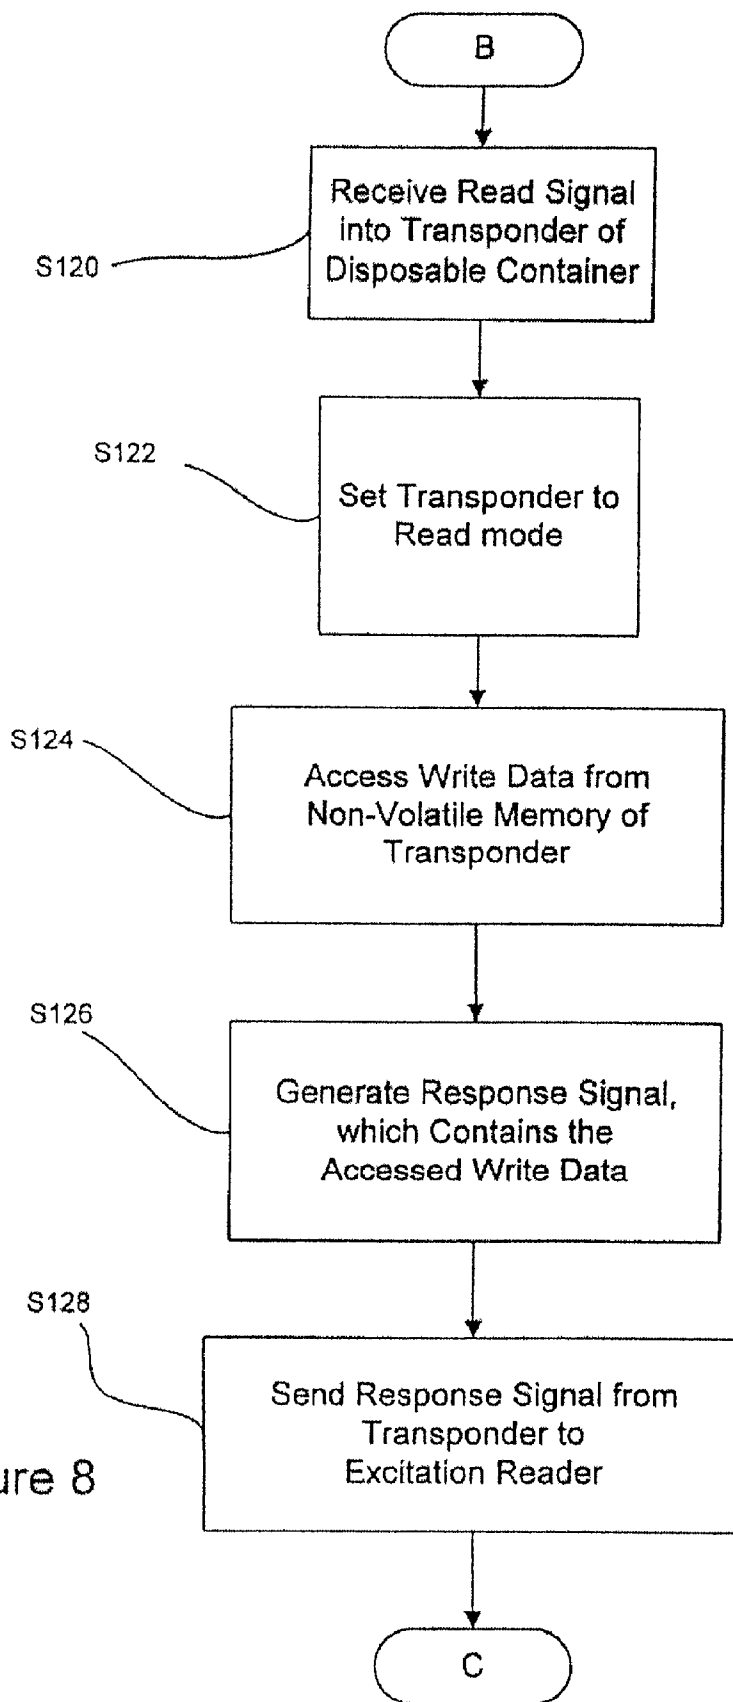 B
Receive Read Signal
into Transponder of
Disposable Container
S120
S122
Set Transponder to
Read mode
S124
Access Write Data from
Non-Volatile Memory of
Transponder
S126
Generate Response Signal,
which Contains the
Accessed Write Data
S128
Send Response Signal from
Transponder to
Excitation Reader
ure 8
C